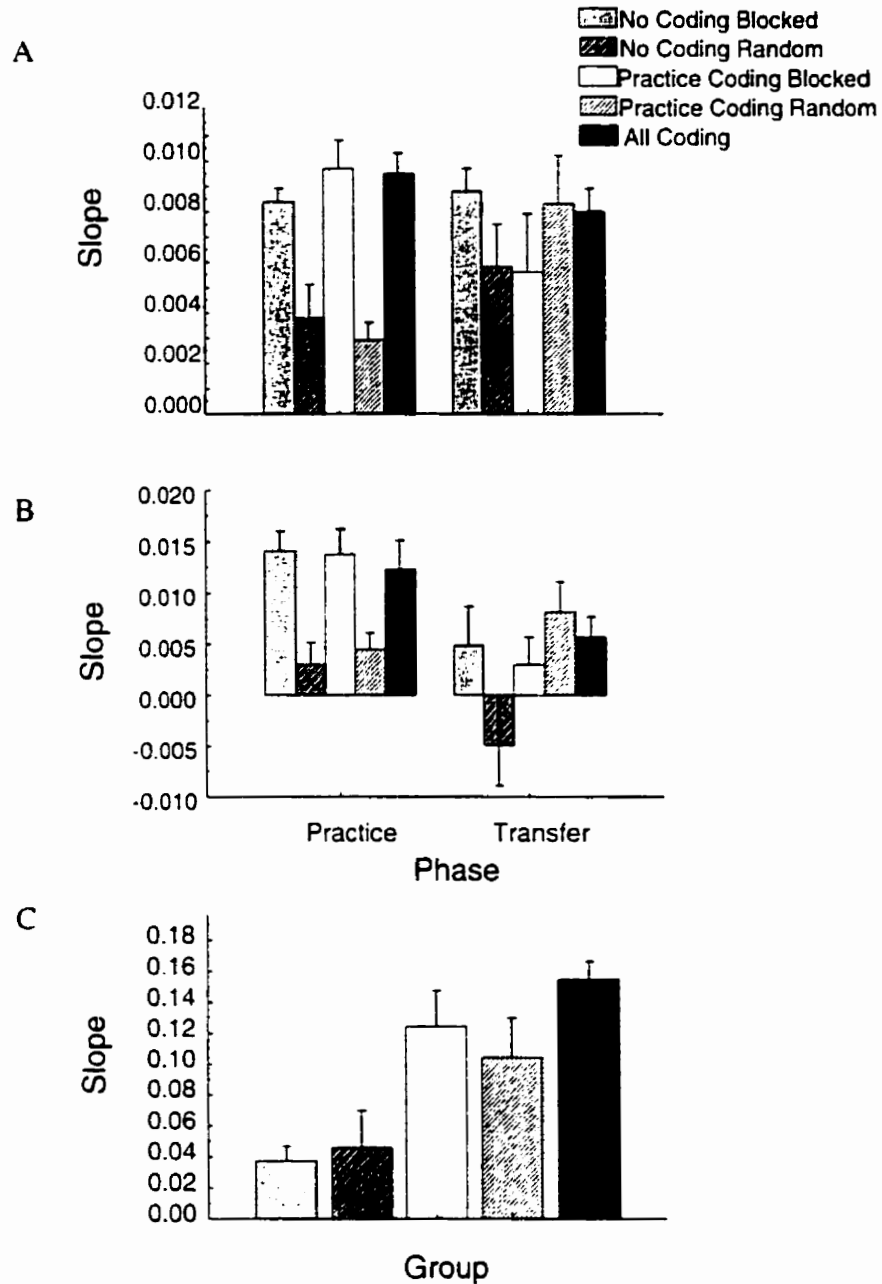 No Coding Blocked
No Coding Random
Practice Coding Blocked
Practice Coding Random
All Coding
A
0.012
0.010
0.008
0.006
0.004
0.002
0.000
Slope
B
0.020
0.015
0.010
0.005
0.000
-0.005
-0.010
Slope
Practice Transfer
Phase
C
0.18
0.16
0.14
0.12
0.10
0.08
0.06
0.04
0.02
0.00
Slope
Group